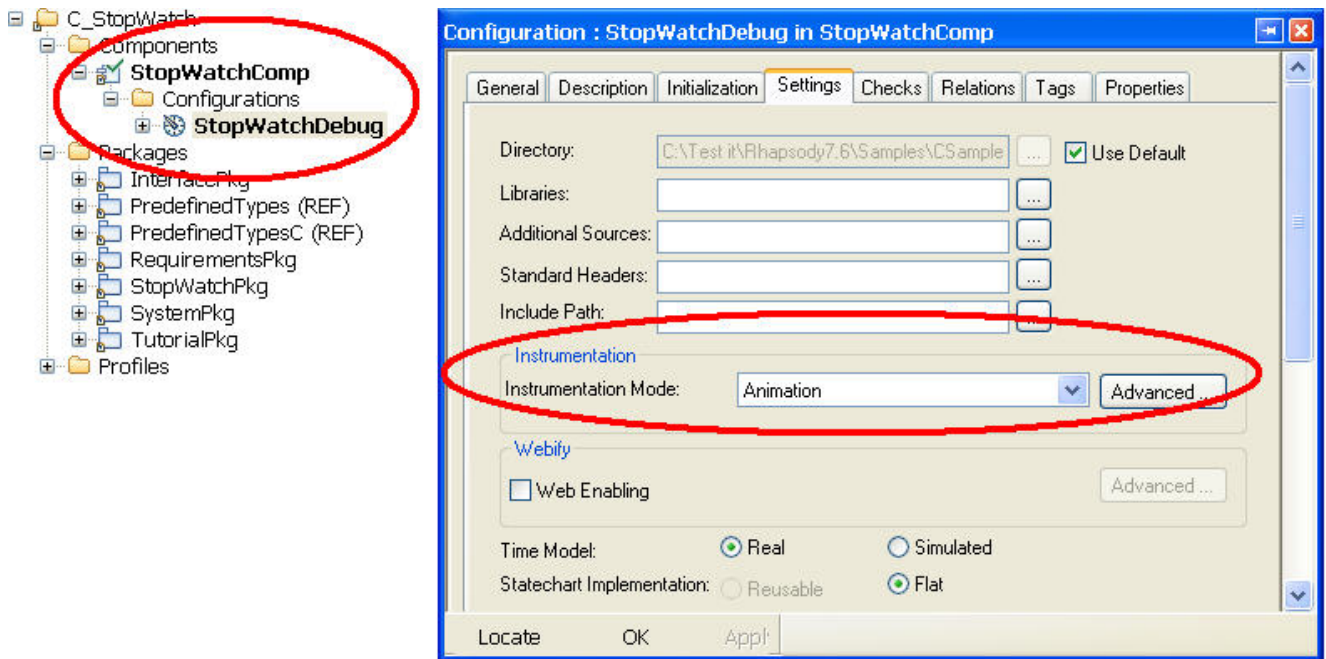 C_StopWatch
Components
StopWatchComp
Configurations
StopWatchDebug
Packages
InterfacePkg
PredefinedTypes (REF)
PredefinedTypesC (REF)
RequirementsPkg
StopWatchPkg
SystemPkg
TutorialPkg
Profiles
Configuration : StopWatchDebug in StopWatchComp
General Description Initialization Settings Checks Relations Tags Properties
Directory: C:\Test it\Rhapsody7.6\Samples\CSample ... Use Default
Libraries: ...
Additional Sources: ...
Standard Headers: ...
Include Path: ...
Instrumentation
Instrumentation Mode: Animation Advanced ...
Webify
Web Enabling Advanced ...
Time Model: Real Simulated
Statechart Implementation: Reusable Flat
Locate OK Apply